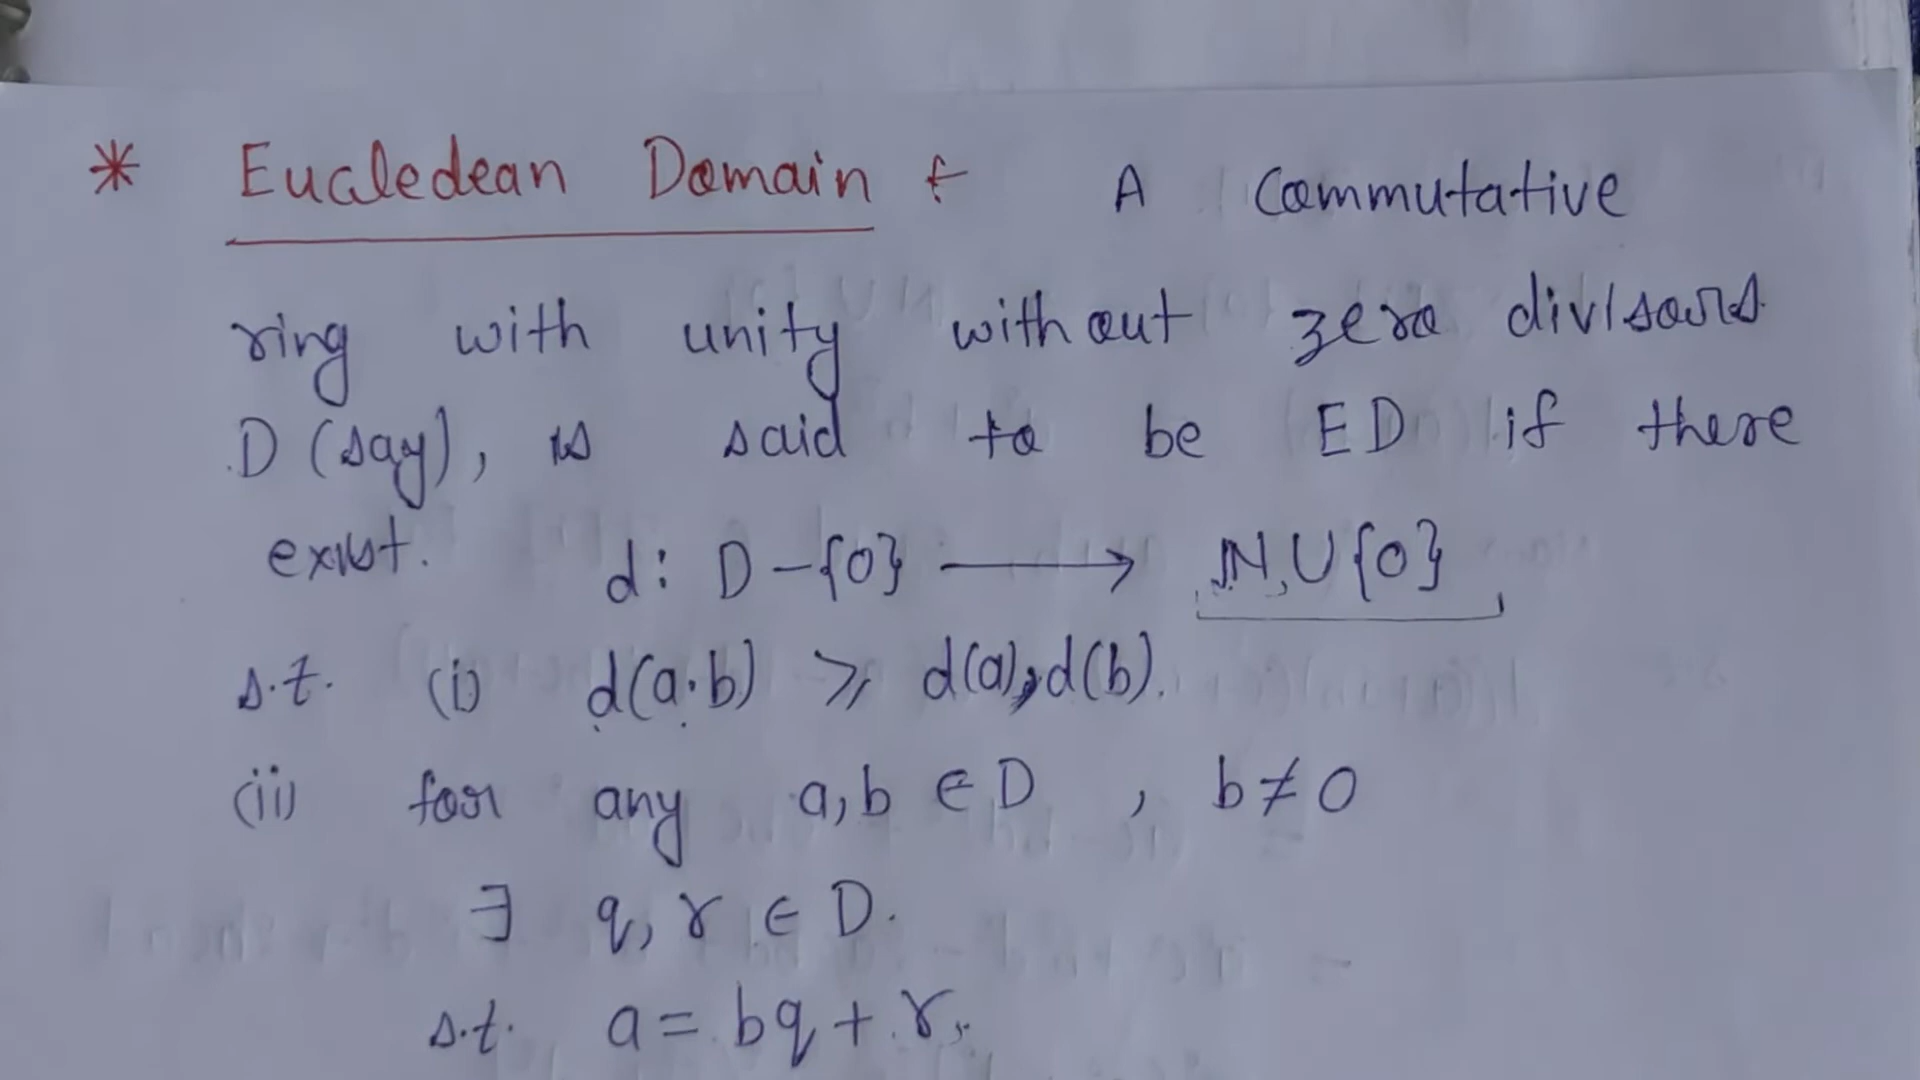 * Eucledean Domain :- A Commutative
ring with unity without zero divisors
D (say), is said to be ED if there
exist. d: D-{0} ⟶ N U {0}
s.t. (i) d(a·b) ⩾ d(a), d(b).
(ii) for any a, b ∈ D , b ≠ 0
∃ q, r ∈ D.
s.t. a = bq + r,